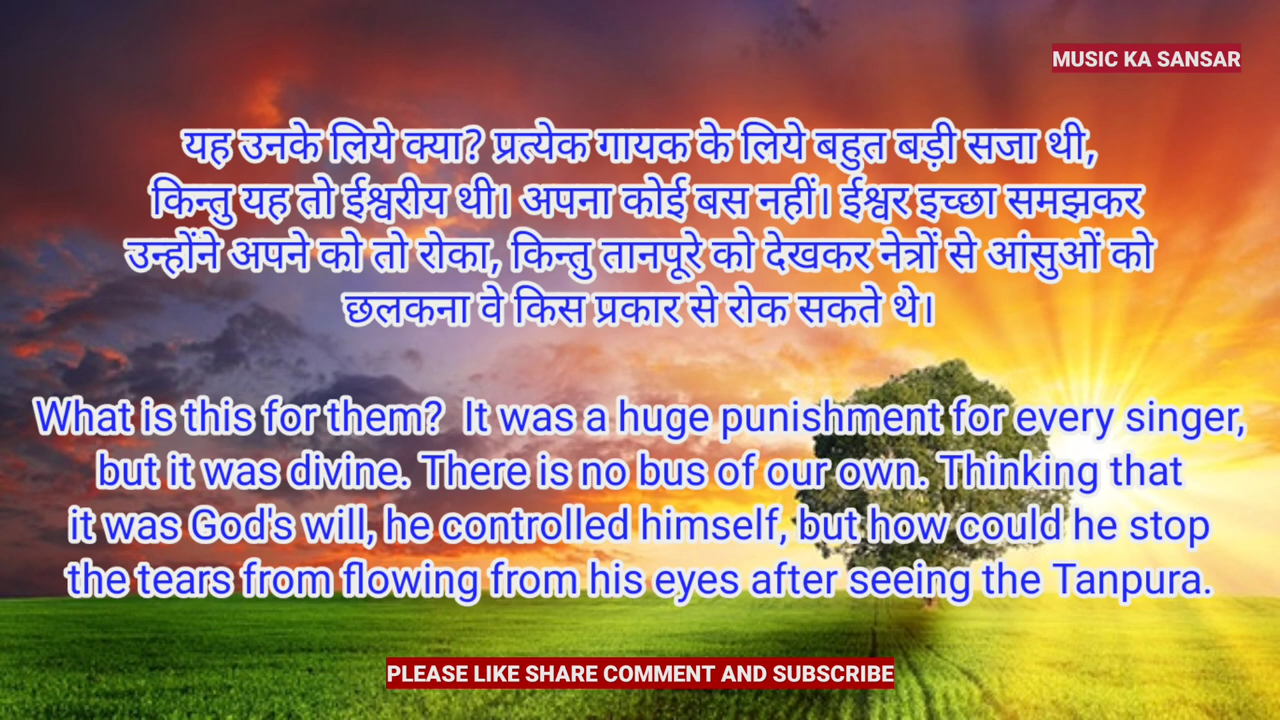 MUSIC KA SANSAR
यह उनके लिये क्या? प्रत्येक गायक के लिये बहुत बड़ी सजा थी,
किन्तु यह तो ईश्वरीय थी। अपना कोई बस नहीं। ईश्वर इच्छा समझकर
उन्होंने अपने को तो रोका, किन्तु तानपूरे को देखकर नेत्रों से आंसुओं को
छलकना वे किस प्रकार से रोक सकते थे।
What is this for them? It was a huge punishment for every singer,
but it was divine. There is no bus of our own. Thinking that
it was God's will, he controlled himself, but how could he stop
the tears from flowing from his eyes after seeing the Tanpura.
PLEASE LIKE SHARE COMMENT AND SUBSCRIBE